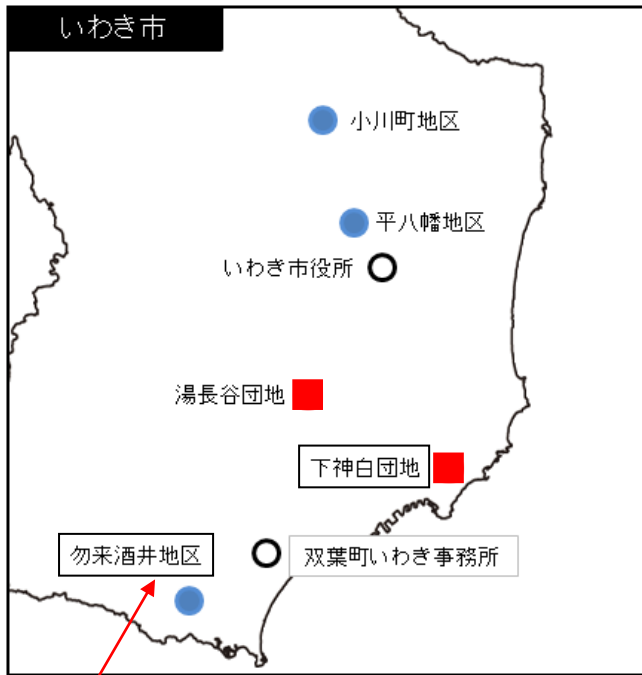 いわき市
小川町地区
平八幡地区
いわき市役所
湯長谷団地
下神白団地
勿来酒井地区
双葉町いわき事務所